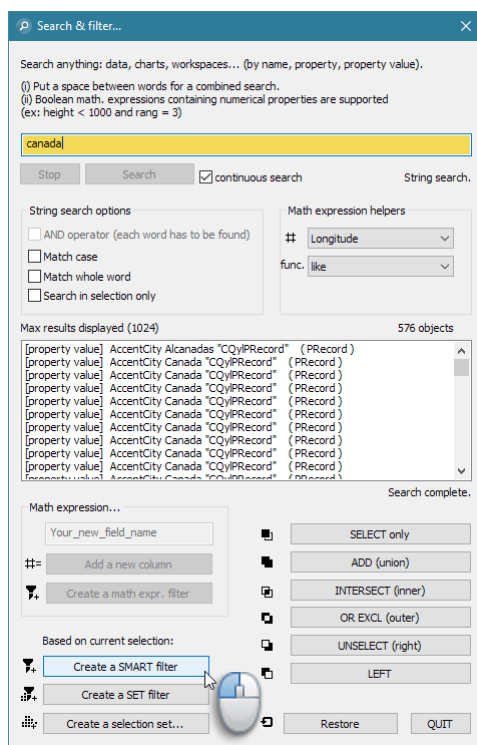 Search & filter...
Search anything: data, charts, workspaces... (by name, property, property value).
(i) Put a space between words for a combined search.
(ii) Boolean math. expressions containing numerical properties are supported
(ex: height < 1000 and rang = 3)
canada
Stop Search continuous search String search.
String search options Math expression helpers
AND operator (each word has to be found) # Longitude
Match case func. like
Match whole word
Search in selection only
Max results displayed (1024) 576 objects
[property value] AccentCity Alcanadas "CQylPRecord" (PRecord )
[property value] AccentCity Canada "CQylPRecord" (PRecord )
[property value] AccentCity Canada "CQylPRecord" (PRecord )
[property value] AccentCity Canada "CQylPRecord" (PRecord )
[property value] AccentCity Canada "CQylPRecord" (PRecord )
[property value] AccentCity Canada "CQylPRecord" (PRecord )
[property value] AccentCity Canada "CQylPRecord" (PRecord )
[property value] AccentCity Canada "CQylPRecord" (PRecord )
[property value] AccentCity Canada "CQylPRecord" (PRecord )
[property value] AccentCity Canada "CQylPRecord" (PRecord )
Search complete.
Math expression...
Your_new_field_name SELECT only
#= Add a new column ADD (union)
Create a math expr. filter INTERSECT (inner)
OR EXCL (outer)
Based on current selection: UNSELECT (right)
Create a SMART filter LEFT
Create a SET filter
Create a selection set... Restore QUIT